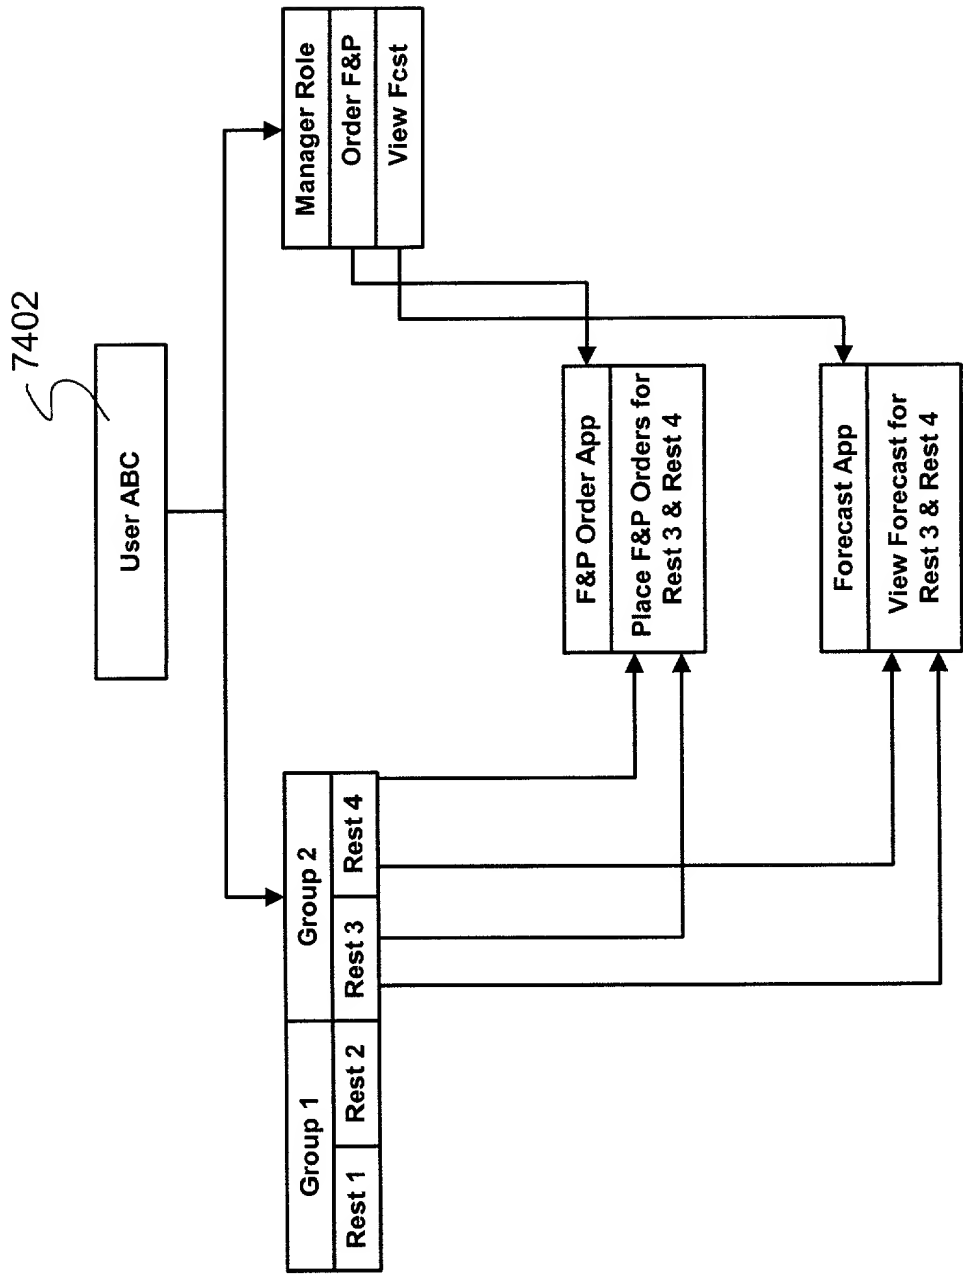 7402
User ABC
Group 1
Group 2
Rest 1
Rest 2
Rest 3
Rest 4
Manager Role
Order F&P
View Fcst
F&P Order App
Place F&P Orders for
Rest 3 & Rest 4
Forecast App
View Forecast for
Rest 3 & Rest 4